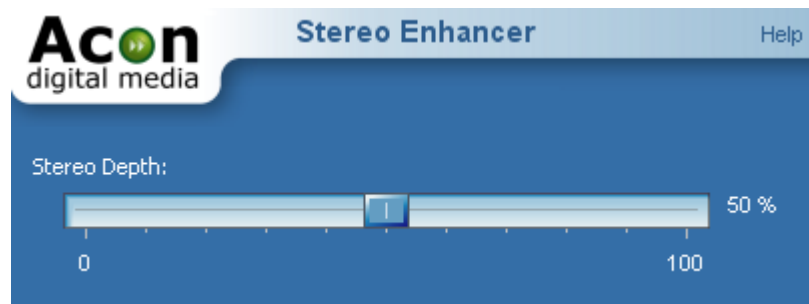 Acon
digital media
Stereo Enhancer
Help
Stereo Depth:
50 %
0
100